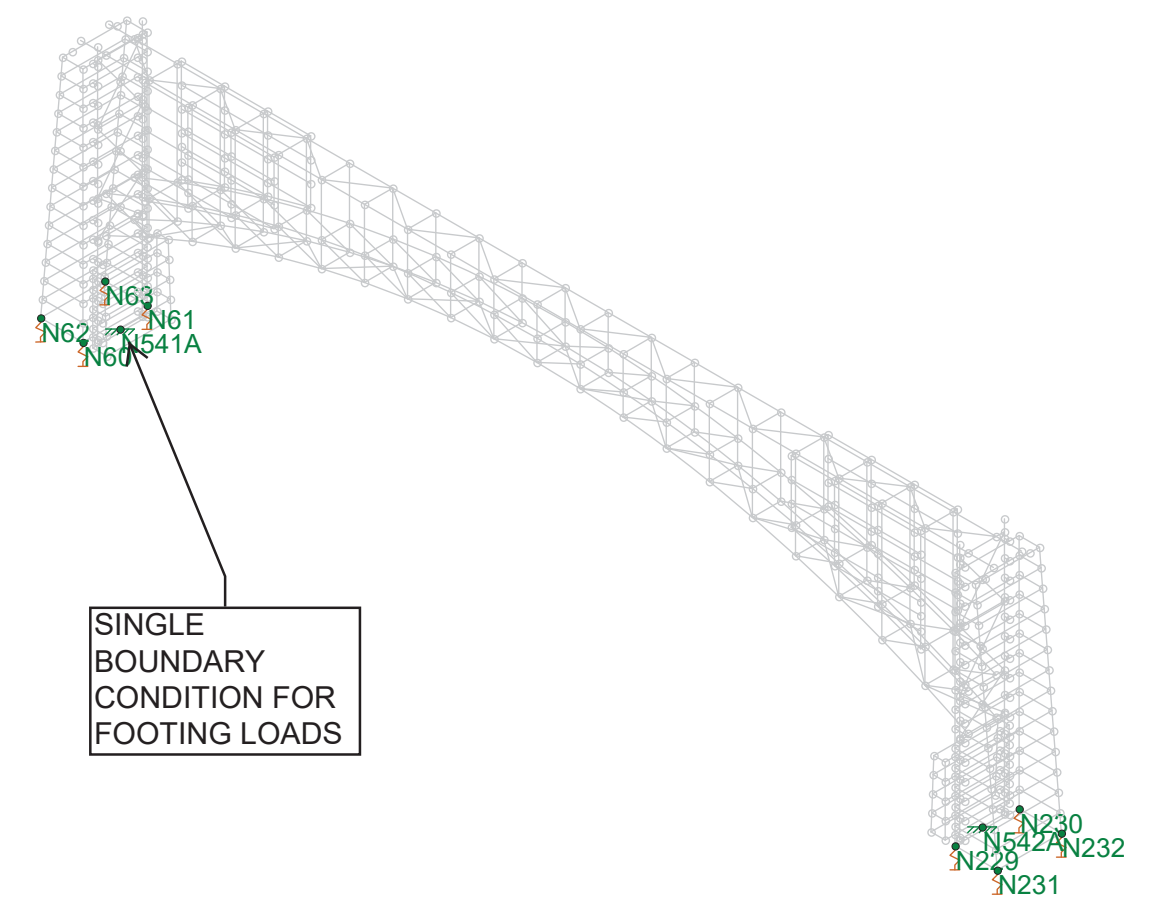 N63
N61
N62
N541A
N60
SINGLE
BOUNDARY
CONDITION FOR
FOOTING LOADS
N230
N542A
N232
N229
N231